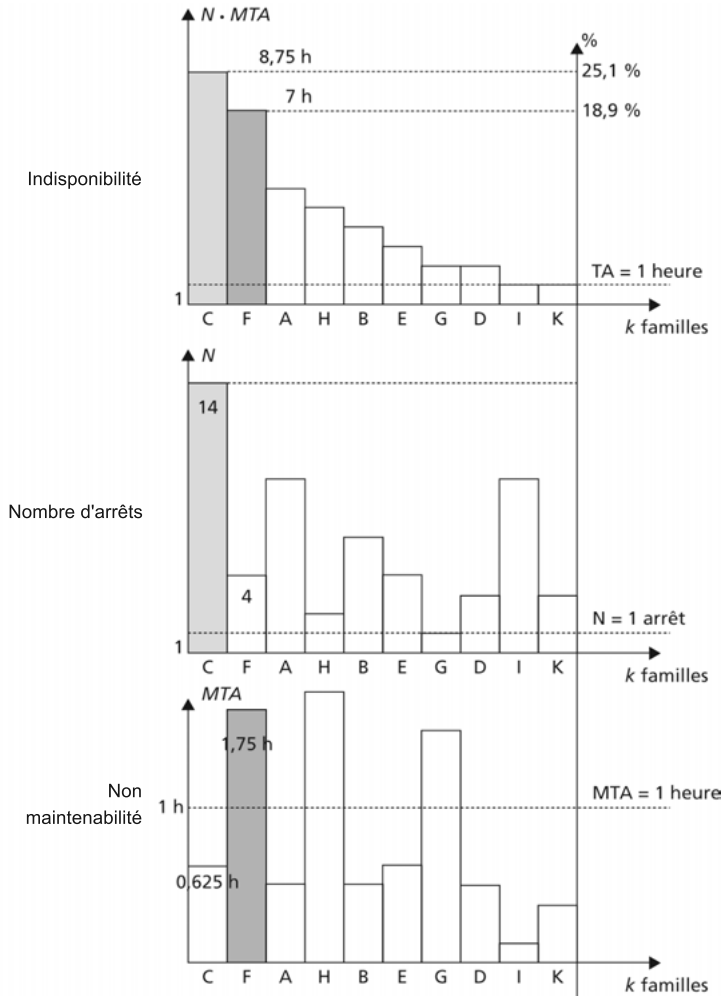 N · MTA
%
8,75 h
25,1 %
7 h
18,9 %
Indisponibilité
TA = 1 heure
1
C F A H B E G D I K
k familles
N
14
Nombre d'arrêts
4
N = 1 arrêt
1
C F A H B E G D I K
k familles
MTA
1,75 h
Non
maintenabilité
1 h
MTA = 1 heure
0,625 h
C F A H B E G D I K
k familles